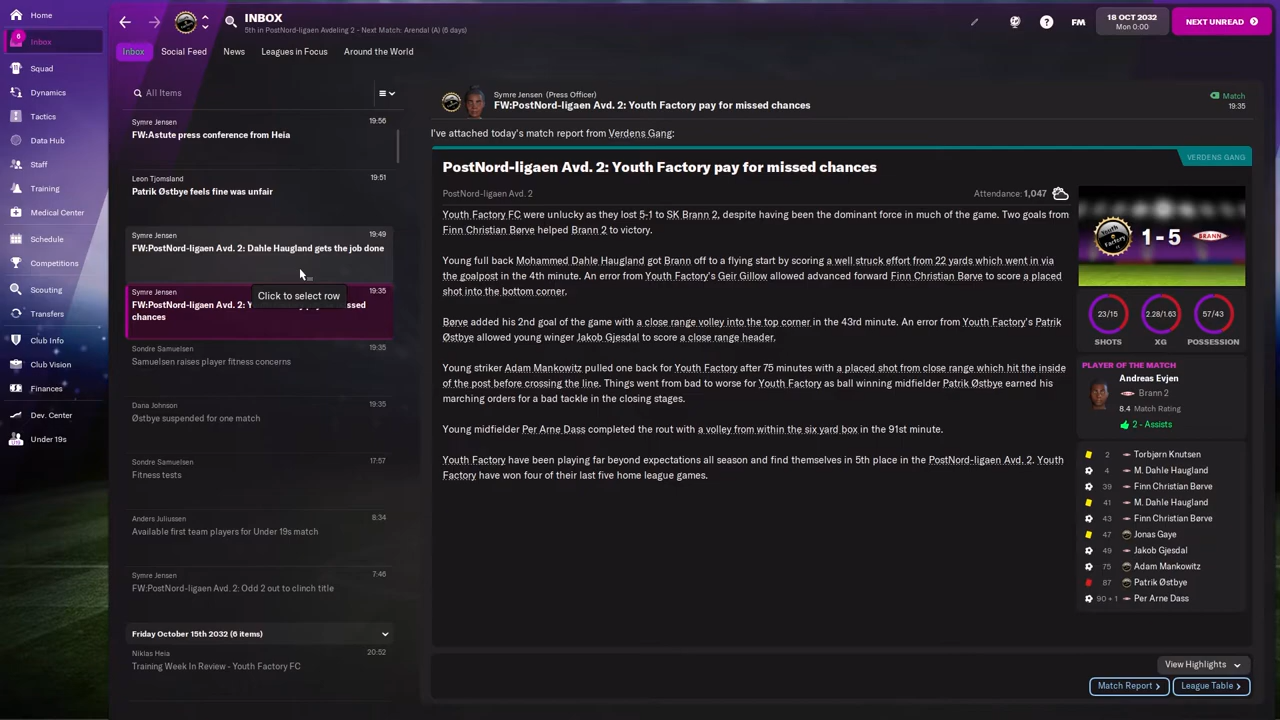 Home
Inbox
6
Squad
Dynamics
Tactics
Data Hub
Staff
Training
Medical Center
Schedule
Competitions
Scouting
Transfers
Club Info
Club Vision
Finances
Dev. Center
Under 19s
INBOX
5th in PostNord-ligaen Avdeling 2 - Next Match: Arendal (A) (6 days)
FM
18 OCT 2032
Mon 0:00
NEXT UNREAD
Inbox
Social Feed
News
Leagues in Focus
Around the World
All Items
Symre Jensen
19:56
FW:Astute press conference from Heia
Leon Tjomsland
19:51
Patrik Østbye feels fine was unfair
Symre Jensen
19:49
FW:PostNord-ligaen Avd. 2: Dahle Haugland gets the job done
Click to select row
Symre Jensen
19:35
FW:PostNord-ligaen Avd. 2:
chances
Sondre Samuelsen
19:35
Samuelsen raises player fitness concerns
Dana Johnson
19:35
Østbye suspended for one match
Sondre Samuelsen
17:57
Fitness tests
Anders Juliussen
8:34
Available first team players for Under 19s match
Symre Jensen
7:46
FW:PostNord-ligaen Avd. 2: Odd 2 out to clinch title
Friday October 15th 2032 (6 items)
Niklas Heia
20:52
Training Week In Review - Youth Factory FC
Symre Jensen (Press Officer)
FW:PostNord-ligaen Avd. 2: Youth Factory pay for missed chances
Match
19:35
I've attached today's match report from Verdens Gang:
VERDENS GANG
PostNord-ligaen Avd. 2: Youth Factory pay for missed chances
PostNord-ligaen Avd. 2
Attendance: 1,047
Youth Factory FC were unlucky as they lost 5-1 to SK Brann 2, despite having been the dominant force in much of the game. Two goals from
Finn Christian Børve helped Brann 2 to victory.
Young full back Mohammed Dahle Haugland got Brann off to a flying start by scoring a well struck effort from 22 yards which went in via
the goalpost in the 4th minute. An error from Youth Factory's Geir Gillow allowed advanced forward Finn Christian Børve to score a placed
shot into the bottom corner.
Børve added his 2nd goal of the game with a close range volley into the top corner in the 43rd minute. An error from Youth Factory's Patrik
Østbye allowed young winger Jakob Gjesdal to score a close range header.
Young striker Adam Mankowitz pulled one back for Youth Factory after 75 minutes with a placed shot from close range which hit the inside
of the post before crossing the line. Things went from bad to worse for Youth Factory as ball winning midfielder Patrik Østbye earned his
marching orders for a bad tackle in the closing stages.
Young midfielder Per Arne Dass completed the rout with a volley from within the six yard box in the 91st minute.
Youth Factory have been playing far beyond expectations all season and find themselves in 5th place in the PostNord-ligaen Avd. 2. Youth
Factory have won four of their last five home league games.
1 - 5
BRANN
23/15
SHOTS
2.28/1.63
XG
57/43
POSSESSION
PLAYER OF THE MATCH
Andreas Evjen
Brann 2
8.4 Match Rating
2 - Assists
2 Torbjørn Knutsen
4 M. Dahle Haugland
39 Finn Christian Børve
41 M. Dahle Haugland
43 Finn Christian Børve
47 Jonas Gaye
49 Jakob Gjesdal
75 Adam Mankowitz
87 Patrik Østbye
90 + 1 Per Arne Dass
View Highlights
Match Report
League Table